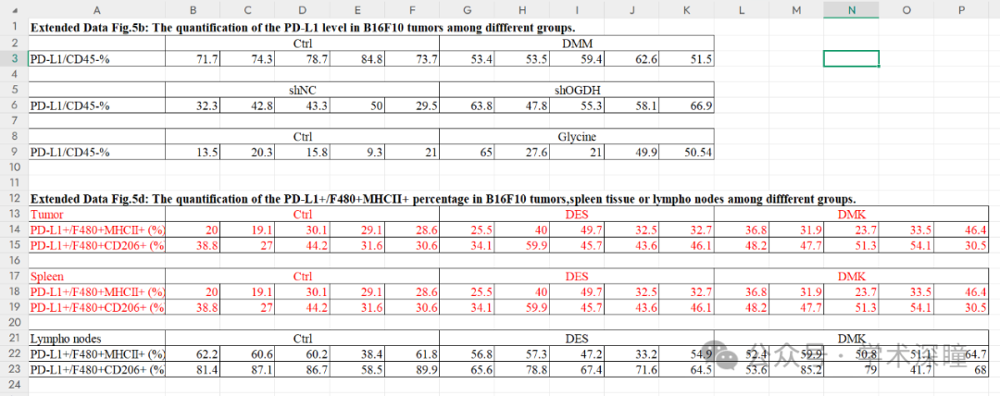 A B C D E F G H I J K L M N O P
1 Extended Data Fig.5b: The quantification of the PD-L1 level in B16F10 tumors among diffferent groups.
2 Ctrl DMM
3 PD-L1/CD45-% 71.7 74.3 78.7 84.8 73.7 53.4 53.5 59.4 62.6 51.5
4
5 shNC shOGDH
6 PD-L1/CD45-% 32.3 42.8 43.3 50 29.5 63.8 47.8 55.3 58.1 66.9
7
8 Ctrl Glycine
9 PD-L1/CD45-% 13.5 20.3 15.8 9.3 21 65 27.6 21 49.9 50.54
10
11
12 Extended Data Fig.5d: The quantification of the PD-L1+/F480+MHCII+ percentage in B16F10 tumors,spleen tissue or lympho nodes among diffferent groups.
13 Tumor Ctrl DES DMK
14 PD-L1+/F480+MHCII+ (%) 20 19.1 30.1 29.1 28.6 25.5 40 49.7 32.5 32.7 36.8 31.9 23.7 33.5 46.4
15 PD-L1+/F480+CD206+ (% 38.8 27 44.2 31.6 30.6 34.1 59.9 45.7 43.6 46.1 48.2 47.7 51.3 54.1 30.5
16
17 Spleen Ctrl DES DMK
18 PD-L1+/F480+MHCII+ (%) 20 19.1 30.1 29.1 28.6 25.5 40 49.7 32.5 32.7 36.8 31.9 23.7 33.5 46.4
19 PD-L1+/F480+CD206+ (% 38.8 27 44.2 31.6 30.6 34.1 59.9 45.7 43.6 46.1 48.2 47.7 51.3 54.1 30.5
20
21 Lympho nodes Ctrl DES DMK
22 PD-L1+/F480+MHCII+ (%) 62.2 60.6 60.2 38.4 61.8 56.8 57.3 47.2 33.2 54.9 52.4 59.9 50.8 51.1 64.7
23 PD-L1+/F480+CD206+ (% 81.4 87.1 86.7 58.5 89.9 65.6 78.8 67.4 71.6 64.5 53.6 85.2 79 41.7 68
24
公众号 · 学术深瞳